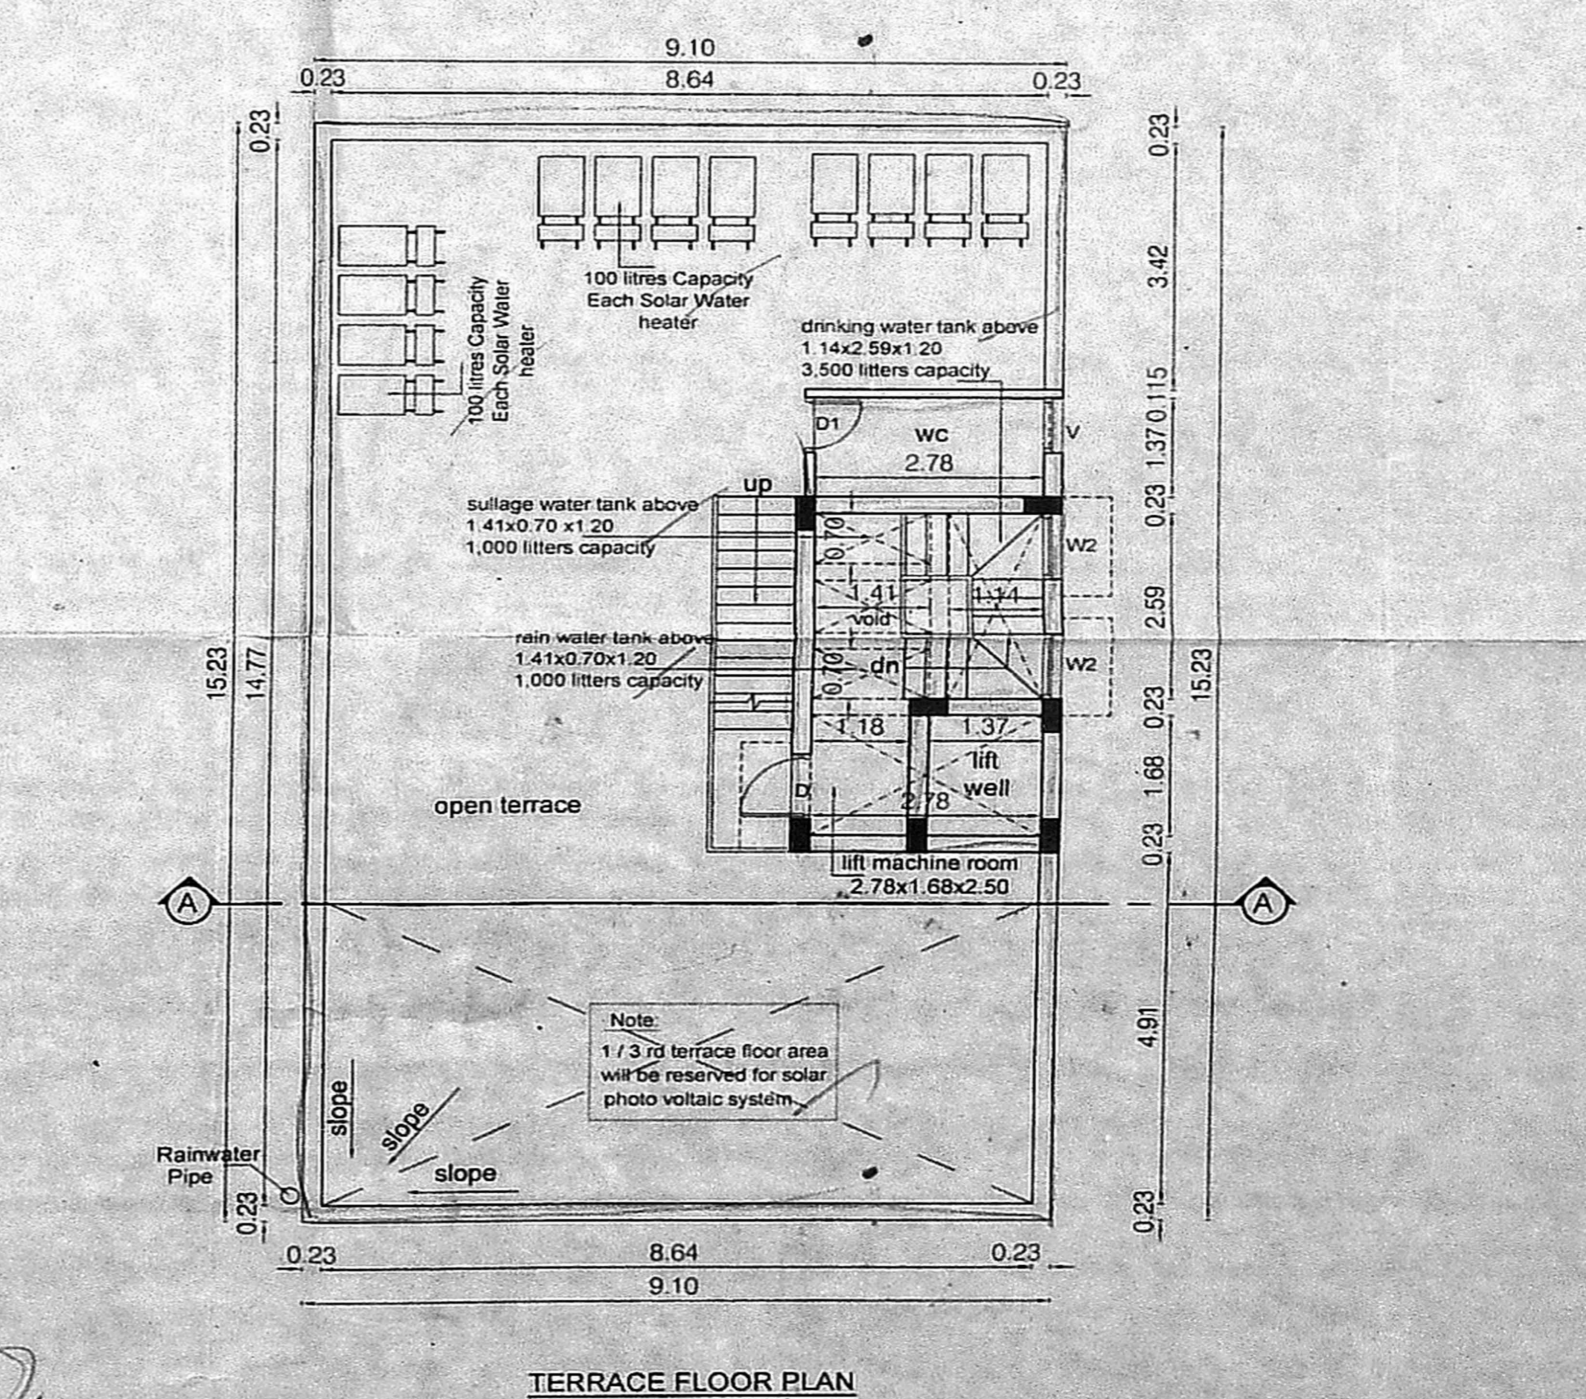 9.10
0.23 8.64 0.23
0.23
0.23
100 litres Capacity
Each Solar Water
heater
100 litres Capacity
Each Solar Water
heater
3.42
drinking water tank above
1.14x2.59x1.20
3,500 litters capacity
0.115
D1
WC
V
2.78
1.37
up
sullage water tank above
1.41x0.70 x1.20
1,000 litters capacity
0.23
0.70
W2
1.41
1.14
void
2.59
rain water tank above
1.41x0.70x1.20
1,000 litters capacity
dn
0.70
W2
15.23
14.77
15.23
0.23
1.18
1.37
lift
well
1.68
D
2.78
open terrace
0.23
lift machine room
2.78x1.68x2.50
A
A
4.91
Note:
1 / 3 rd terrace floor area
will be reserved for solar
photo voltaic system
slope
slope
slope
Rainwater
Pipe
0.23
0.23
0.23 8.64 0.23
9.10
TERRACE FLOOR PLAN